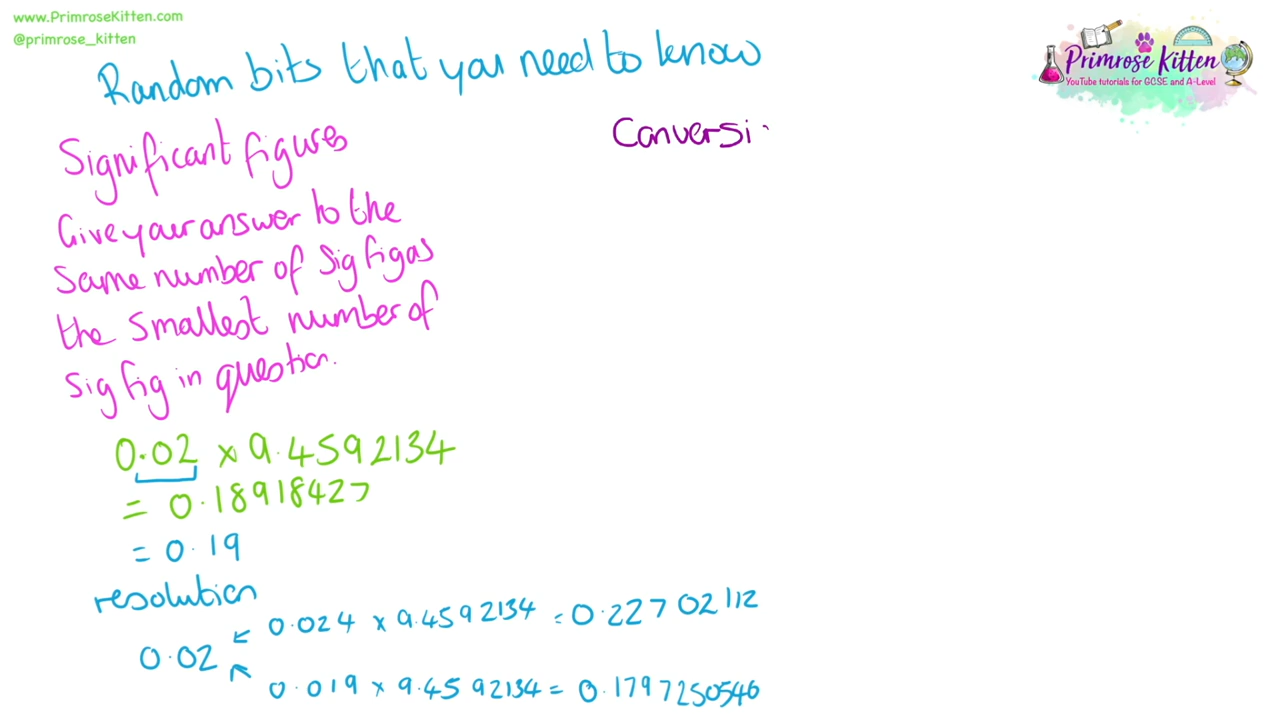 www.PrimroseKitten.com
@primrose_kitten
Primrose Kitten
YouTube tutorials for GCSE and A-Level
Random bits that you need to know
Significant figures
Give your answer to the
Same number of Sig fig as
the smallest number of
sig fig in question.
0.02 × 9.4592134
= 0.18918427
= 0.19
resolution
0.02
0.024 × 9.4592134 = 0.22702112
0.019 × 9.4592134 = 0.1797250546
Conversi